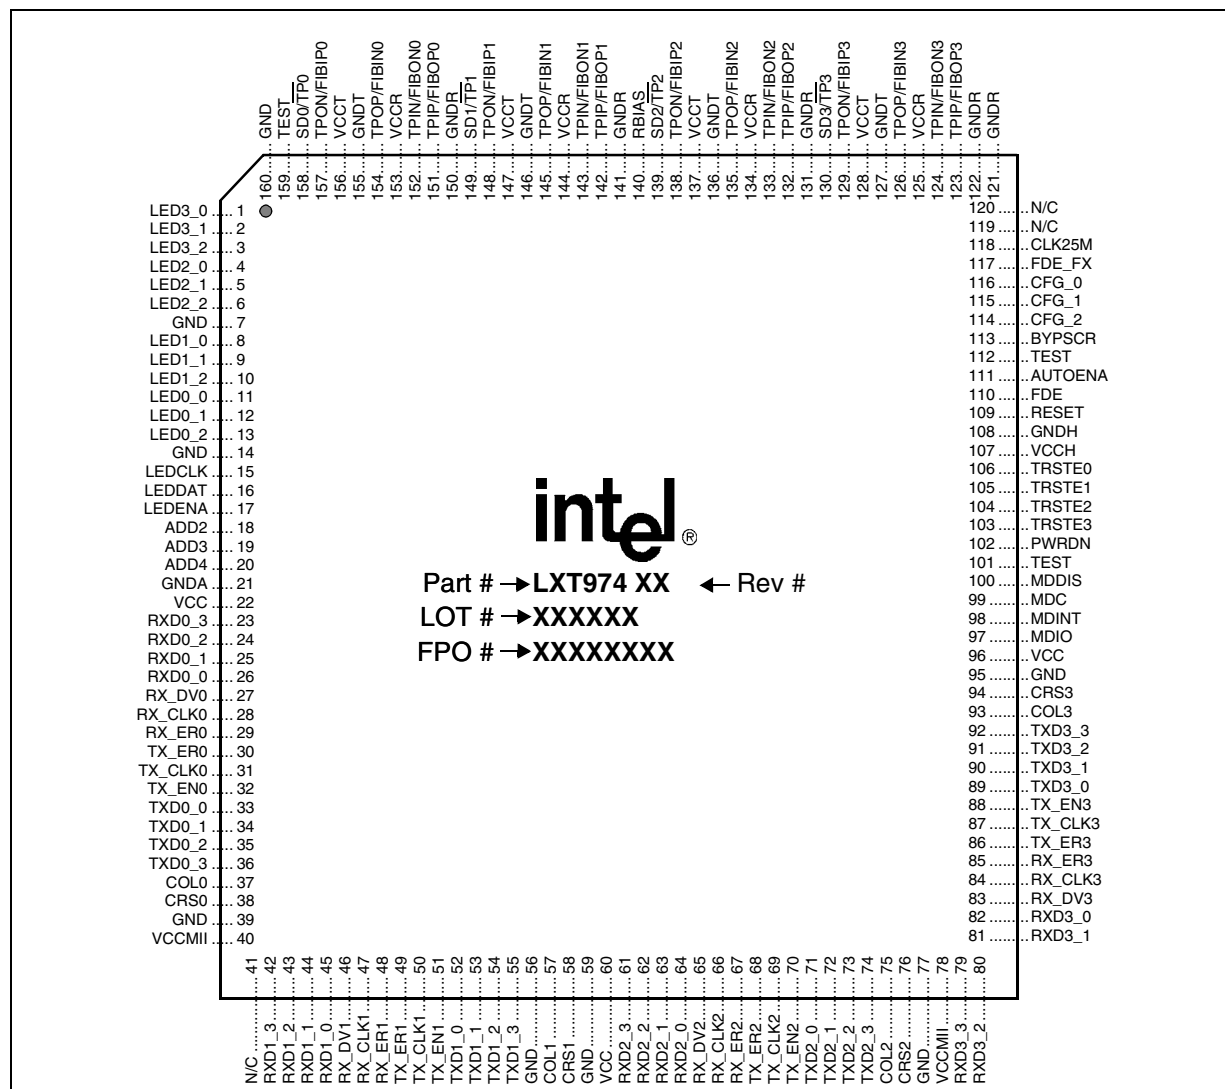 160......GND
159......TEST
158......SD0/TP0
157......TPON/FIBIP0
156......VCCT
155......GNDT
154......TPOP/FIBIN0
153......VCCR
152......TPIN/FIBON0
151......TPIP/FIBOP0
150......GNDR
149......SD1/TP1
148......TPON/FIBIP1
147......VCCT
146......GNDT
145......TPOP/FIBIN1
144......VCCR
143......TPIN/FIBON1
142......TPIP/FIBOP1
141......GNDR
140......RBIAS
139......SD2/TP2
138......TPON/FIBIP2
137......VCCT
136......GNDT
135......TPOP/FIBIN2
134......VCCR
133......TPIN/FIBON2
132......TPIP/FIBOP2
131......GNDR
130......SD3/TP3
129......TPON/FIBIP3
128......VCCT
127......GNDT
126......TPOP/FIBIN3
125......VCCR
124......TPIN/FIBON3
123......TPIP/FIBOP3
122......GNDR
121......GNDR
LED3_0 ..... 1
LED3_1 ..... 2
LED3_2 ..... 3
LED2_0 ..... 4
LED2_1 ..... 5
LED2_2 ..... 6
GND ..... 7
LED1_0 ..... 8
LED1_1 ..... 9
LED1_2 ..... 10
LED0_0 ..... 11
LED0_1 ..... 12
LED0_2 ..... 13
GND ..... 14
LEDCLK ..... 15
LEDDAT ..... 16
LEDENA ..... 17
ADD2 ..... 18
ADD3 ..... 19
ADD4 ..... 20
GNDA ..... 21
VCC ..... 22
RXD0_3 ..... 23
RXD0_2 ..... 24
RXD0_1 ..... 25
RXD0_0 ..... 26
RX_DV0 ..... 27
RX_CLK0 ..... 28
RX_ER0 ..... 29
TX_ER0 ..... 30
TX_CLK0 ..... 31
TX_EN0 ..... 32
TXD0_0 ..... 33
TXD0_1 ..... 34
TXD0_2 ..... 35
TXD0_3 ..... 36
COL0 ..... 37
CRS0 ..... 38
GND ..... 39
VCCMII ..... 40
intel®
Part # → LXT974 XX ← Rev #
LOT # → XXXXXX
FPO # → XXXXXXXX
120 .......N/C
119 .......N/C
118 .......CLK25M
117 .......FDE_FX
116 .......CFG_0
115 .......CFG_1
114 .......CFG_2
113 .......BYPSCR
112 .......TEST
111 .......AUTOENA
110 .......FDE
109 .......RESET
108 .......GNDH
107 .......VCCH
106 .......TRSTE0
105 .......TRSTE1
104 .......TRSTE2
103 .......TRSTE3
102 .......PWRDN
101 .......TEST
100 .......MDDIS
99 .........MDC
98 .........MDINT
97 .........MDIO
96 .........VCC
95 .........GND
94 .........CRS3
93 .........COL3
92 .........TXD3_3
91 .........TXD3_2
90 .........TXD3_1
89 .........TXD3_0
88 .........TX_EN3
87 .........TX_CLK3
86 .........TX_ER3
85 .........RX_ER3
84 .........RX_CLK3
83 .........RX_DV3
82 .........RXD3_0
81 .........RXD3_1
N/C ............ 41
RXD1_3......... 42
RXD1_2......... 43
RXD1_1......... 44
RXD1_0......... 45
RX_DV1......... 46
RX_CLK1......... 47
RX_ER1......... 48
TX_ER1......... 49
TX_CLK1......... 50
TX_EN1......... 51
TXD1_0......... 52
TXD1_1......... 53
TXD1_2......... 54
TXD1_3......... 55
GND......... 56
COL1......... 57
CRS1......... 58
GND......... 59
VCC......... 60
RXD2_3......... 61
RXD2_2......... 62
RXD2_1......... 63
RXD2_0......... 64
RX_DV2......... 65
RX_CLK2......... 66
RX_ER2......... 67
TX_ER2......... 68
TX_CLK2......... 69
TX_EN2......... 70
TXD2_0......... 71
TXD2_1......... 72
TXD2_2......... 73
TXD2_3......... 74
COL2......... 75
CRS2......... 76
GND......... 77
VCCMII......... 78
RXD3_3......... 79
RXD3_2......... 80